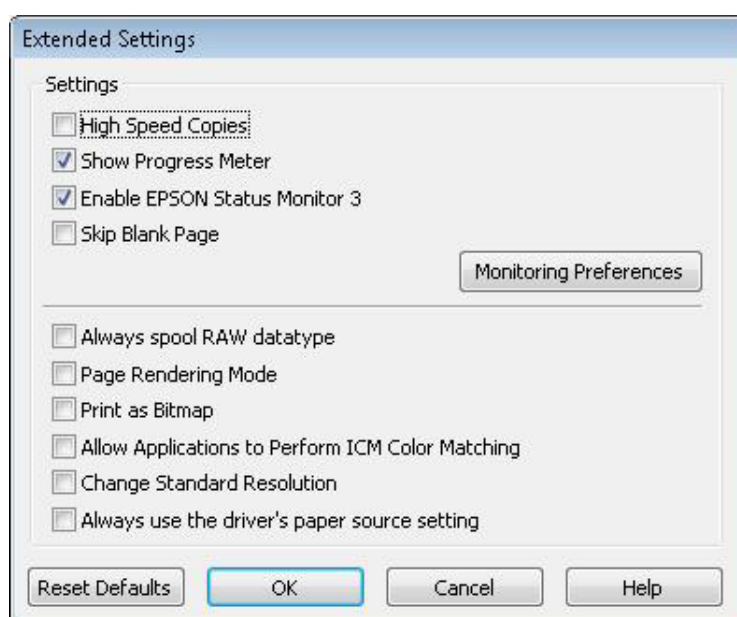 Extended Settings
Settings
High Speed Copies
Show Progress Meter
Enable EPSON Status Monitor 3
Skip Blank Page
Monitoring Preferences
Always spool RAW datatype
Page Rendering Mode
Print as Bitmap
Allow Applications to Perform ICM Color Matching
Change Standard Resolution
Always use the driver's paper source setting
Reset Defaults OK Cancel Help